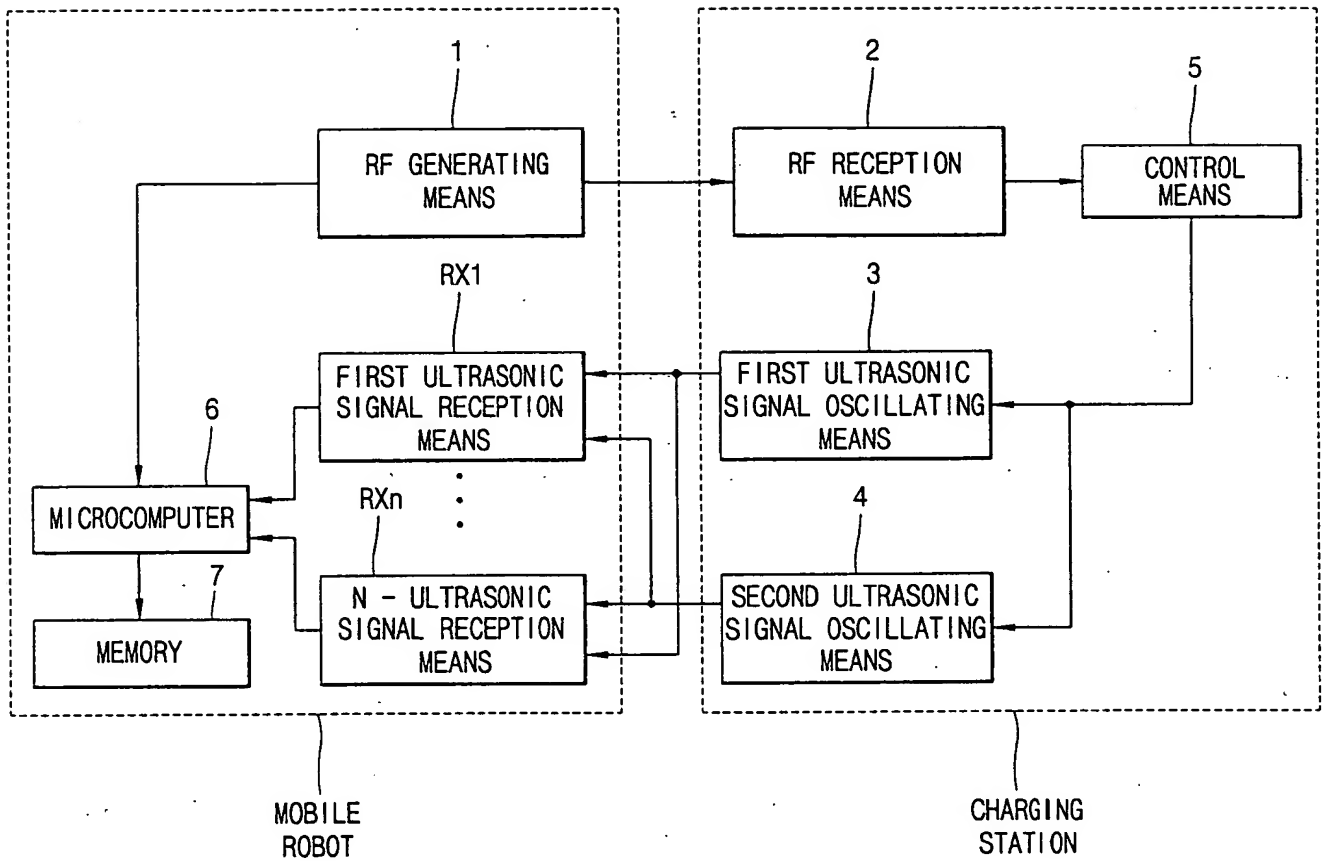 1
2
5
RF GENERATING
MEANS
RF RECEPTION
MEANS
CONTROL
MEANS
RX1
3
FIRST ULTRASONIC
SIGNAL RECEPTION
MEANS
FIRST ULTRASONIC
SIGNAL OSCILLATING
MEANS
6
MICROCOMPUTER
RXn
4
7
MEMORY
N - ULTRASONIC
SIGNAL RECEPTION
MEANS
SECOND ULTRASONIC
SIGNAL OSCILLATING
MEANS
MOBILE
ROBOT
CHARGING
STATION